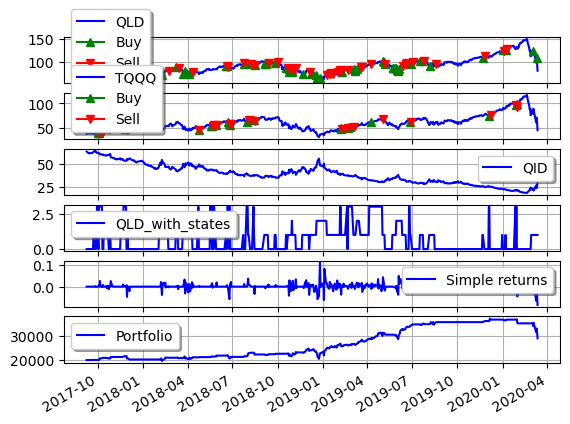 QLD
Buy
Sell
150
100
TQQQ
Buy
Sell
100
50
QID
50
25
QLD_with_states
2.5
0.0
Simple returns
0.1
0.0
Portfolio
30000
20000
2017-10
2018-01
2018-04
2018-07
2018-10
2019-01
2019-04
2019-07
2019-10
2020-01
2020-04